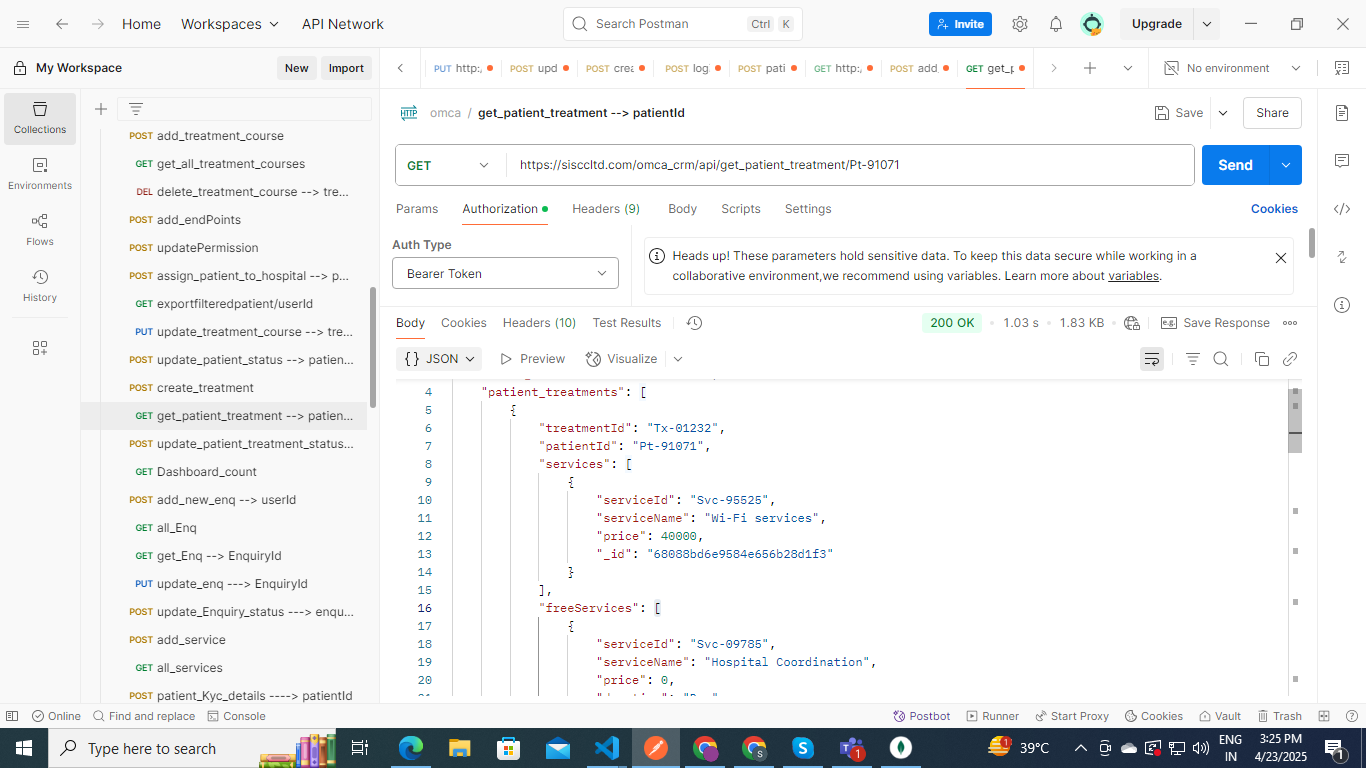 Home
Workspaces
API Network
Search Postman
Ctrl
K
Invite
Upgrade
My Workspace
New
Import
PUT http:,
POST upd
POST crea
POST log
POST pati
GET http:,
POST add_
GET get_p
No environment
Collections
Environments
Flows
History
POST add_treatment_course
GET get_all_treatment_courses
DEL delete_treatment_course --> tre...
POST add_endPoints
POST updatePermission
POST assign_patient_to_hospital --> p...
GET exportfilteredpatient/userId
PUT update_treatment_course --> tre...
POST update_patient_status --> patien...
POST create_treatment
GET get_patient_treatment --> patien...
POST update_patient_treatment_status...
GET Dashboard_count
POST add_new_enq --> userId
GET all_Enq
GET get_Enq --> EnquiryId
PUT update_enq ---> EnquiryId
POST update_Enquiry_status ---> enqu...
POST add_service
GET all_services
POST patient_Kyc_details ----> patientId
HTTP
omca / get_patient_treatment --> patientId
Save
Share
GET
https://sisccltd.com/omca_crm/api/get_patient_treatment/Pt-91071
Send
Params
Authorization
Headers (9)
Body
Scripts
Settings
Cookies
Auth Type
Bearer Token
Heads up! These parameters hold sensitive data. To keep this data secure while working in a
collaborative environment,we recommend using variables. Learn more about variables.
Body
Cookies
Headers (10)
Test Results
200 OK
1.03 s
1.83 KB
e.g.
Save Response
{} JSON
Preview
Visualize
4 "patient_treatments": [
5 {
6 "treatmentId": "Tx-01232",
7 "patientId": "Pt-91071",
8 "services": [
9 {
10 "serviceId": "Svc-95525",
11 "serviceName": "Wi-Fi services",
12 "price": 40000,
13 "_id": "68088bd6e9584e656b28d1f3"
14 }
15 ],
16 "freeServices": [
17 {
18 "serviceId": "Svc-09785",
19 "serviceName": "Hospital Coordination",
20 "price": 0,
Online
Find and replace
Console
Postbot
Runner
Start Proxy
Cookies
Vault
Trash
Type here to search
S
1
1
39°C
ENG
IN
3:25 PM
4/23/2025
1